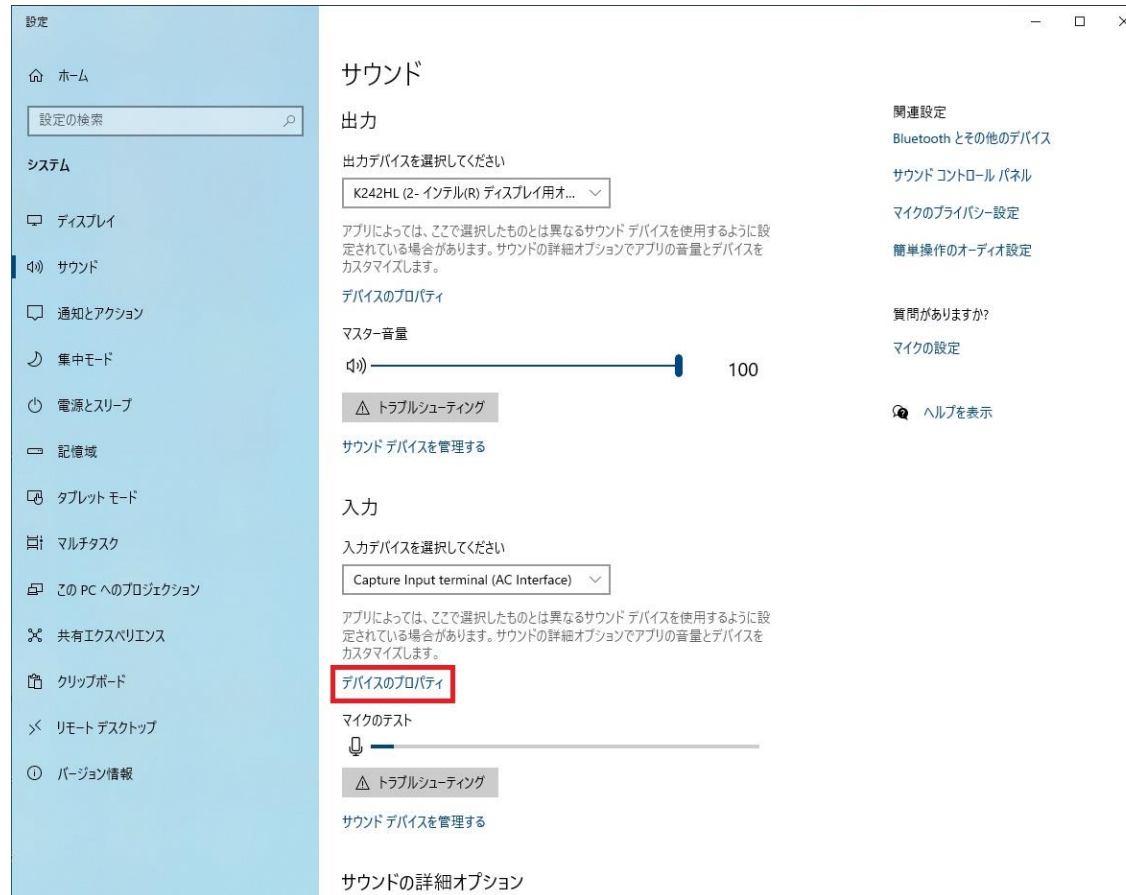 設定
ホーム
設定の検索
システム
ディスプレイ
サウンド
通知とアクション
集中モード
電源とスリープ
記憶域
タブレット モード
マルチタスク
この PC へのプロジェクション
共有エクスペリエンス
クリップボード
リモート デスクトップ
バージョン情報
サウンド
出力
出力デバイスを選択してください
K242HL (2- インテル(R) ディスプレイ用オ...
アプリによっては、ここで選択したものとは異なるサウンド デバイスを使用するように設
定されている場合があります。サウンドの詳細オプションでアプリの音量とデバイスを
カスタマイズします。
デバイスのプロパティ
マスター音量
100
トラブルシューティング
サウンド デバイスを管理する
入力
入力デバイスを選択してください
Capture Input terminal (AC Interface)
アプリによっては、ここで選択したものとは異なるサウンド デバイスを使用するように設
定されている場合があります。サウンドの詳細オプションでアプリの音量とデバイスを
カスタマイズします。
デバイスのプロパティ
マイクのテスト
トラブルシューティング
サウンド デバイスを管理する
サウンドの詳細オプション
関連設定
Bluetooth とその他のデバイス
サウンド コントロール パネル
マイクのプライバシー設定
簡単操作のオーディオ設定
質問がありますか?
マイクの設定
ヘルプを表示